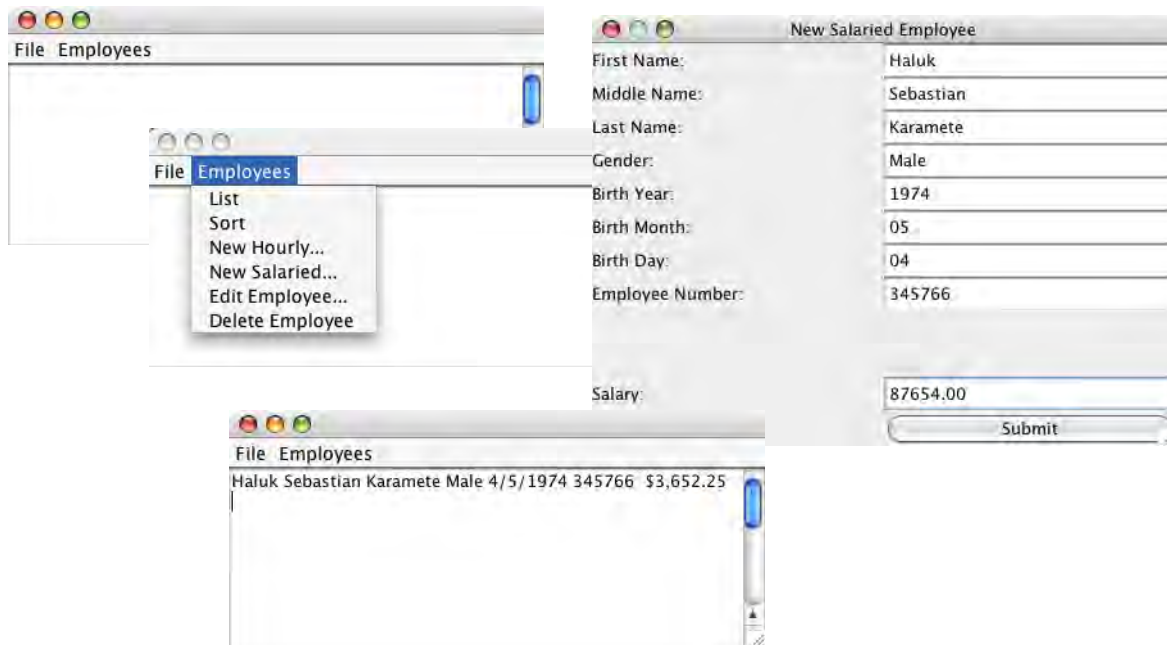 File Employees
File Employees
List
Sort
New Hourly...
New Salaried...
Edit Employee...
Delete Employee
New Salaried Employee
First Name: Haluk
Middle Name: Sebastian
Last Name: Karamete
Gender: Male
Birth Year: 1974
Birth Month: 05
Birth Day: 04
Employee Number: 345766
Salary: 87654.00
Submit
File Employees
Haluk Sebastian Karamete Male 4/5/1974 345766 $3,652.25